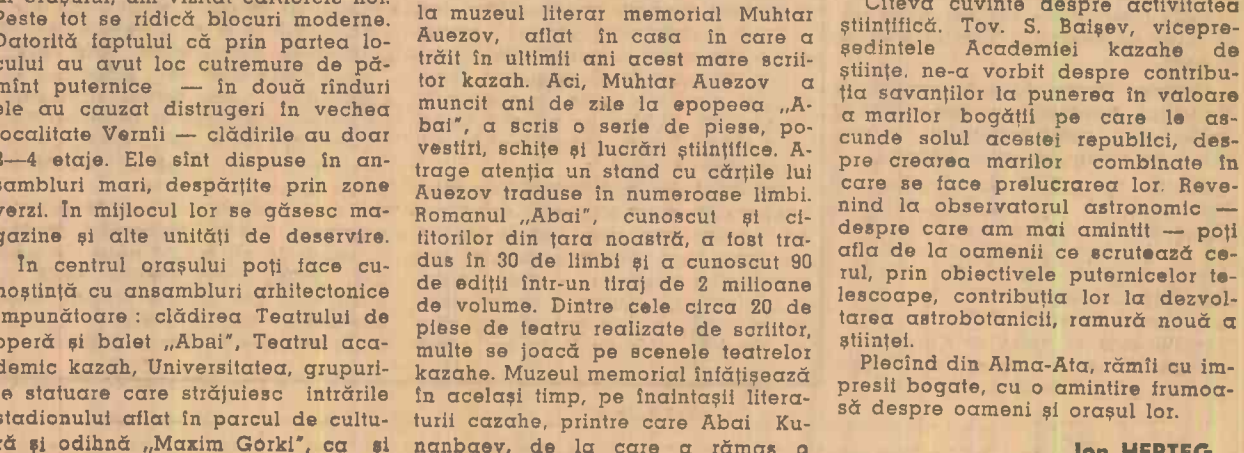 Peste tot se ridică blocuri moderne.
Datorită faptului că prin partea lo-
cului au avut loc cutremure de pă-
mînt puternice — în două rînduri
ele au cauzat distrugeri în vechea
localitate Vernîi — clădirile au doar
3—4 etaje. Ele sînt dispuse în an-
sambluri mari, despărțite prin zone
verzi. În mijlocul lor se găsesc ma-
gazine și alte unități de deservire.
În centrul orașului poți face cu-
noștință cu ansambluri arhitectonice
impunătoare : clădirea Teatrului de
operă și balet „Abai", Teatrul aca-
demic kazah, Universitatea, grupuri-
le statuare care străjuiesc intrările
stadionului aflat în parcul de cultu-
ră și odihnă „Maxim Gorki", ca și
la muzeul literar memorial Muhtar
Auezov, aflat în casa în care a
trăit în ultimii ani acest mare scrii-
tor kazah. Aci, Muhtar Auezov a
muncit ani de zile la epopeea „A-
bai", a scris o serie de piese, po-
vestiri, schițe și lucrări științifice. A-
trage atenția un stand cu cărțile lui
Auezov traduse în numeroase limbi.
Romanul „Abai", cunoscut și ci-
titorilor din țara noastră, a fost tra-
dus în 30 de limbi și a cunoscut 90
de ediții într-un tiraj de 2 milioane
de volume. Dintre cele circa 20 de
piese de teatru realizate de scriitor,
multe se joacă pe scenele teatrelor
kazahe. Muzeul memorial înfățișează
în același timp, pe înaintașii litera-
turii cazahe, printre care Abai Ku-
nanbaev, de la care a rămas o
Cîteva cuvinte despre activitatea
științifică. Tov. S. Baișev, vicepre-
ședintele Academiei kazahe de
științe, ne-a vorbit despre contribu-
ția savanților la punerea în valoare
a marilor bogății pe care le as-
cunde solul acestei republici, des-
pre crearea marilor combinate în
care se face prelucrarea lor. Reve-
nind la observatorul astronomic —
despre care am mai amintit — poți
afla de la oamenii ce scrutează ce-
rul, prin obiectivele puternicelor te-
lescoape, contribuția lor la dezvol-
tarea astrobotanicii, ramură nouă a
științei.
Plecînd din Alma-Ata, rămîi cu im-
presii bogate, cu o amintire frumoa-
să despre oameni și orașul lor.
Ion HERȚEG